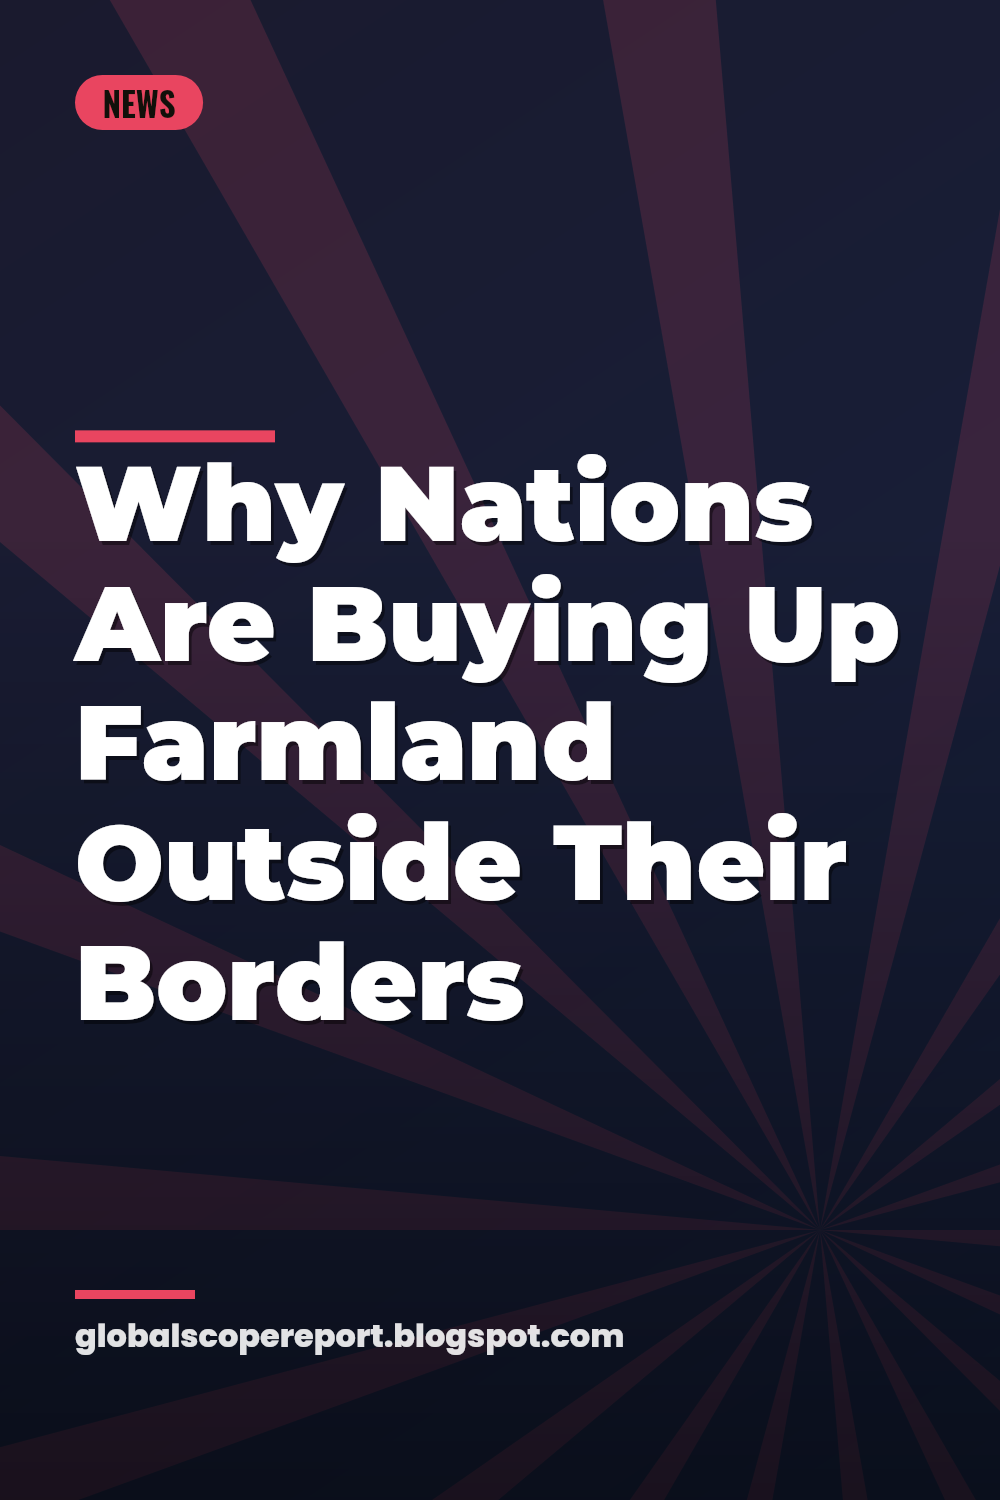 NEWS
Why Nations
Are Buying Up
Farmland
Outside Their
Borders
globalscopereport.blogspot.com